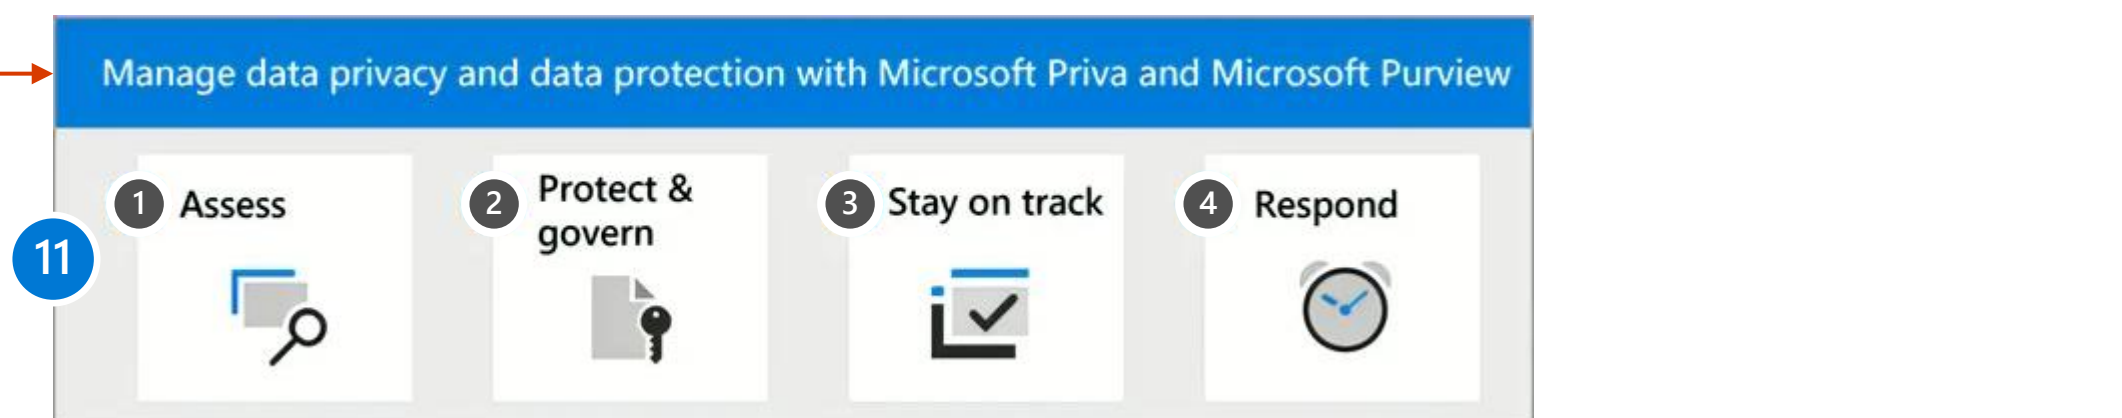 Manage data privacy and data protection with Microsoft Priva and Microsoft Purview
11
1 Assess
2 Protect &
govern
3 Stay on track
4 Respond